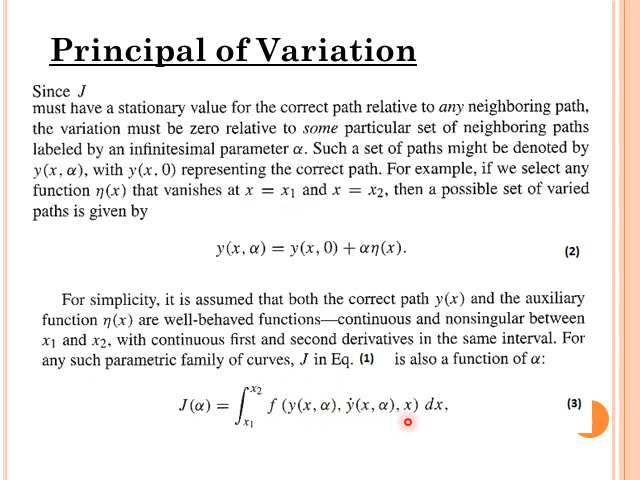 Principal of Variation
Since J
must have a stationary value for the correct path relative to any neighboring path,
the variation must be zero relative to some particular set of neighboring paths
labeled by an infinitesimal parameter α. Such a set of paths might be denoted by
y(x, α), with y(x, 0) representing the correct path. For example, if we select any
function η(x) that vanishes at x = x₁ and x = x₂, then a possible set of varied
paths is given by
y(x, α) = y(x, 0) + αη(x). (2)
For simplicity, it is assumed that both the correct path y(x) and the auxiliary
function η(x) are well-behaved functions—continuous and nonsingular between
x₁ and x₂, with continuous first and second derivatives in the same interval. For
any such parametric family of curves, J in Eq. (1) is also a function of α:
J(α) = ∫ₓ₁ˣ² f (y(x, α), ẏ(x, α), x) dx, (3)